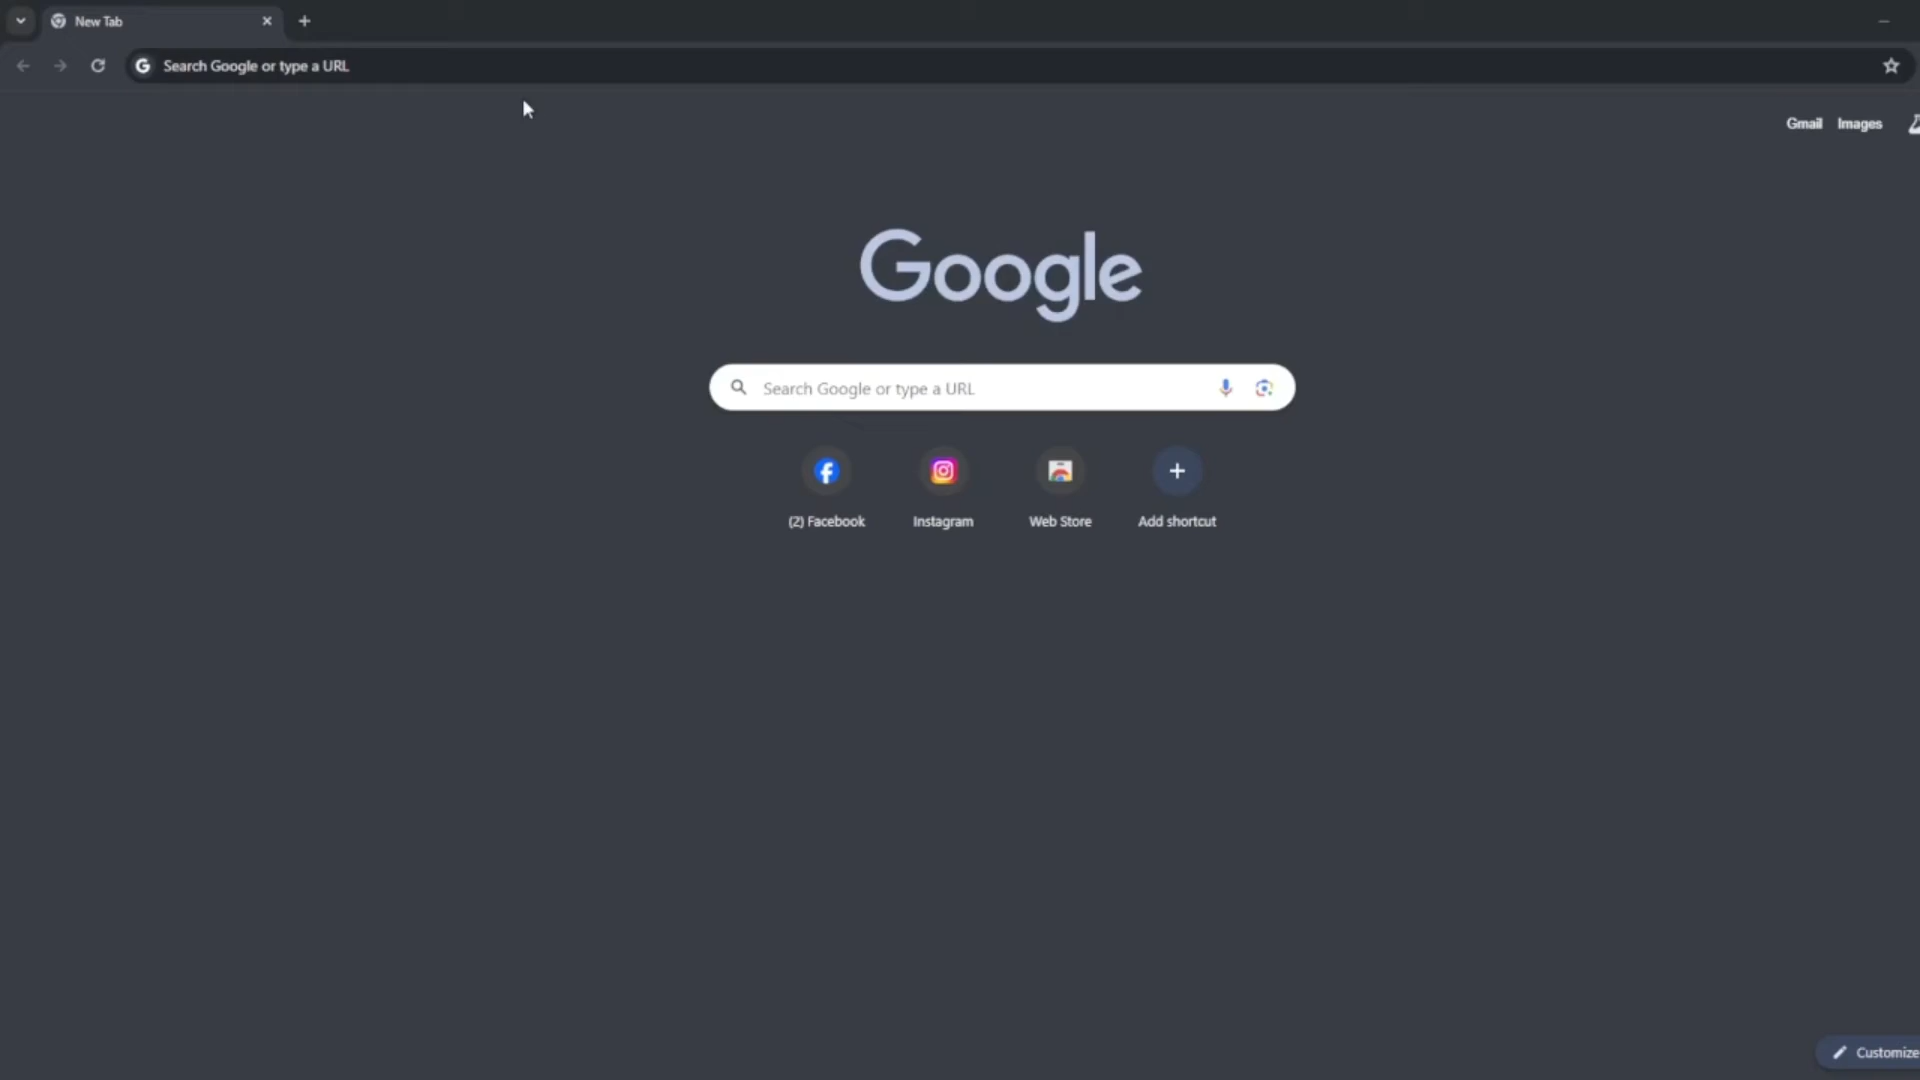 New Tab
Search Google or type a URL
Gmail Images
Google
Search Google or type a URL
(2) Facebook Instagram Web Store Add shortcut
Customize